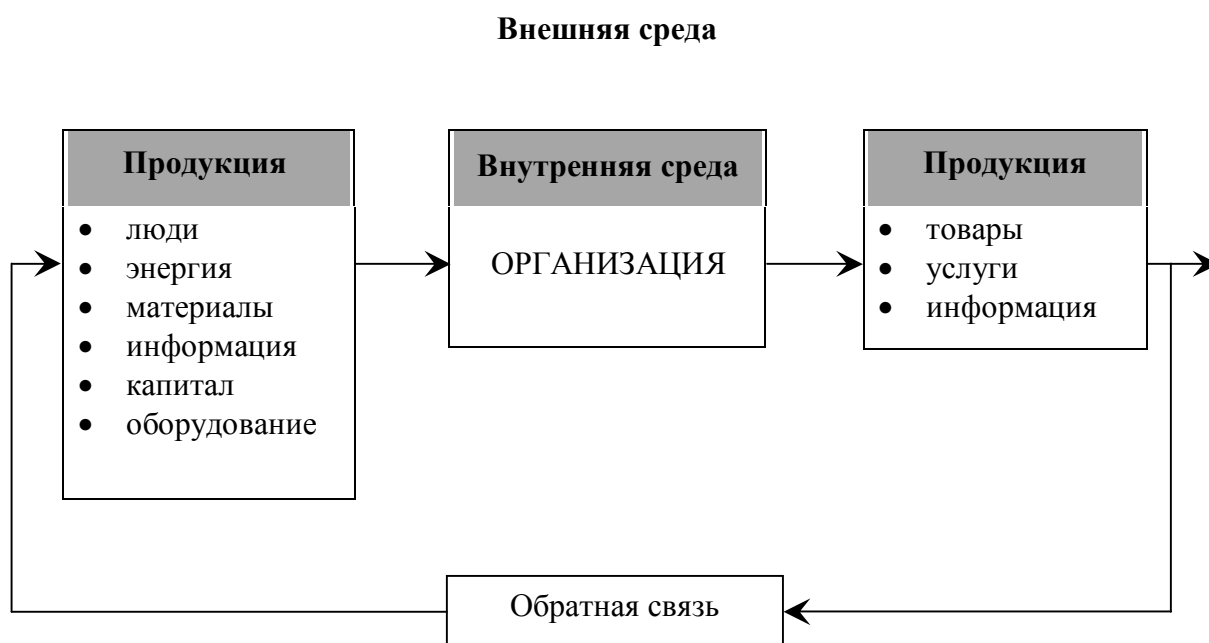 Внешняя среда
Продукция
• люди
• энергия
• материалы
• информация
• капитал
• оборудование
Внутренняя среда
ОРГАНИЗАЦИЯ
Продукция
• товары
• услуги
• информация
Обратная связь